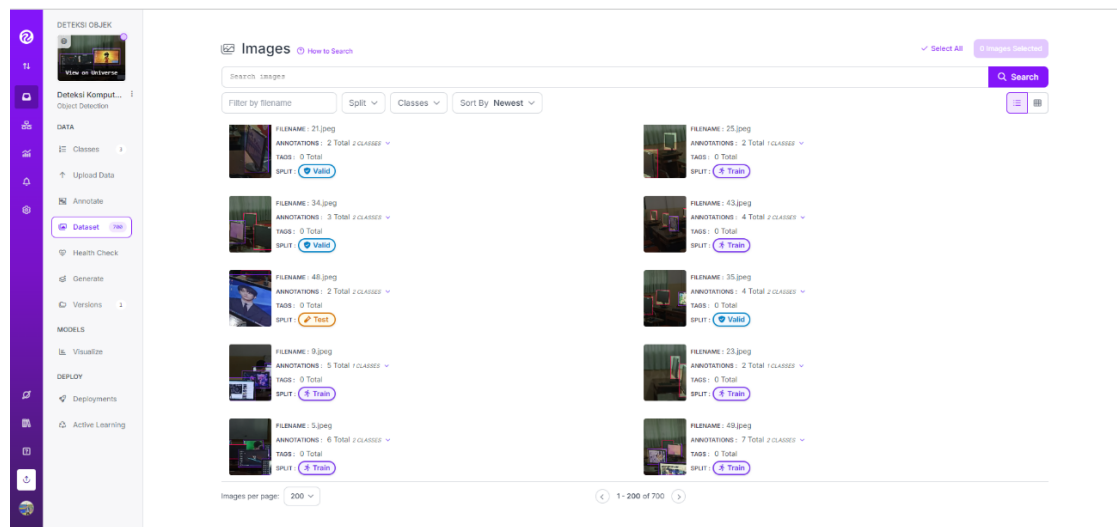 DETEKSI OBJEK
View on Universe
Deteksi Komput...
Object Detection
DATA
Classes
Upload Data
Annotate
Dataset 700
Health Check
Generate
Versions 1
MODELS
Visualize
DEPLOY
Deployments
Active Learning
Images How to Search
Select All 0 Images Selected
Search images Search
Filter by filename Split Classes Sort By Newest
FILENAME : 21.jpeg
ANNOTATIONS : 2 Total 2 CLASSES
TAGS : 0 Total
SPLIT : Valid
FILENAME : 25.jpeg
ANNOTATIONS : 2 Total 1 CLASSES
TAGS : 0 Total
SPLIT : Train
FILENAME : 34.jpeg
ANNOTATIONS : 3 Total 2 CLASSES
TAGS : 0 Total
SPLIT : Valid
FILENAME : 43.jpeg
ANNOTATIONS : 4 Total 2 CLASSES
TAGS : 0 Total
SPLIT : Train
FILENAME : 48.jpeg
ANNOTATIONS : 2 Total 2 CLASSES
TAGS : 0 Total
SPLIT : Test
FILENAME : 35.jpeg
ANNOTATIONS : 4 Total 2 CLASSES
TAGS : 0 Total
SPLIT : Valid
FILENAME : 9.jpeg
ANNOTATIONS : 5 Total 1 CLASSES
TAGS : 0 Total
SPLIT : Train
FILENAME : 23.jpeg
ANNOTATIONS : 2 Total 1 CLASSES
TAGS : 0 Total
SPLIT : Train
FILENAME : 5.jpeg
ANNOTATIONS : 6 Total 2 CLASSES
TAGS : 0 Total
SPLIT : Train
FILENAME : 49.jpeg
ANNOTATIONS : 7 Total 2 CLASSES
TAGS : 0 Total
SPLIT : Train
Images per page: 200
1 - 200 of 700